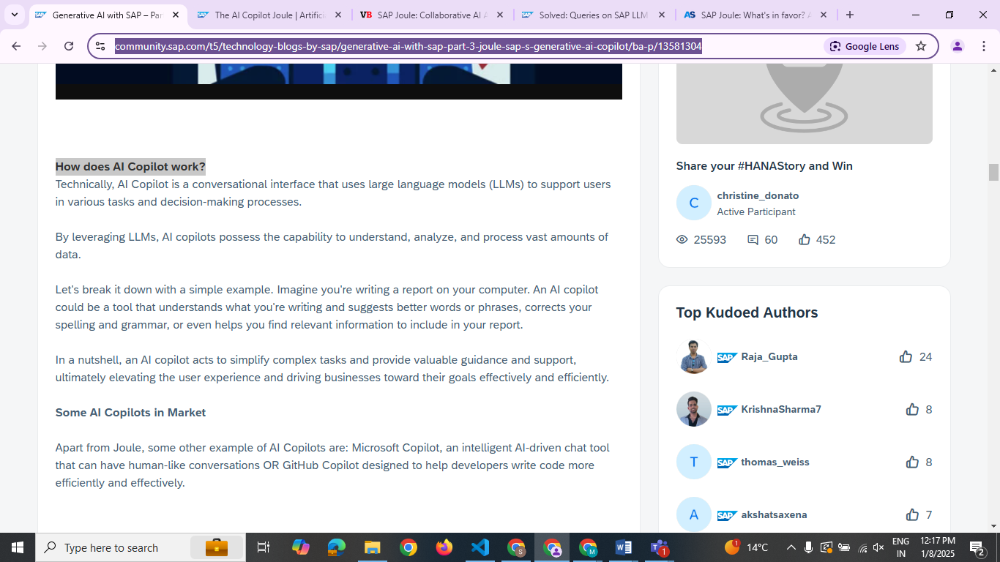 Generative AI with SAP – Par
The AI Copilot Joule | Artific
VB SAP Joule: Collaborative AI A
Solved: Queries on SAP LLM
AS SAP Joule: What's in favor? A
community.sap.com/t5/technology-blogs-by-sap/generative-ai-with-sap-part-3-joule-sap-s-generative-ai-copilot/ba-p/13581304
Google Lens
How does AI Copilot work?
Technically, AI Copilot is a conversational interface that uses large language models (LLMs) to support users
in various tasks and decision-making processes.
By leveraging LLMs, AI copilots possess the capability to understand, analyze, and process vast amounts of
data.
Let's break it down with a simple example. Imagine you're writing a report on your computer. An AI copilot
could be a tool that understands what you're writing and suggests better words or phrases, corrects your
spelling and grammar, or even helps you find relevant information to include in your report.
In a nutshell, an AI copilot acts to simplify complex tasks and provide valuable guidance and support,
ultimately elevating the user experience and driving businesses toward their goals effectively and efficiently.
Some AI Copilots in Market
Apart from Joule, some other example of AI Copilots are: Microsoft Copilot, an intelligent AI-driven chat tool
that can have human-like conversations OR GitHub Copilot designed to help developers write code more
efficiently and effectively.
Share your #HANAStory and Win
C
christine_donato
Active Participant
25593 60 452
Top Kudoed Authors
SAP Raja_Gupta 24
SAP KrishnaSharma7 8
T SAP thomas_weiss 8
A SAP akshatsaxena 7
Type here to search
S
M
W
1
1
14°C
ENG
IN
12:17 PM
1/8/2025
2